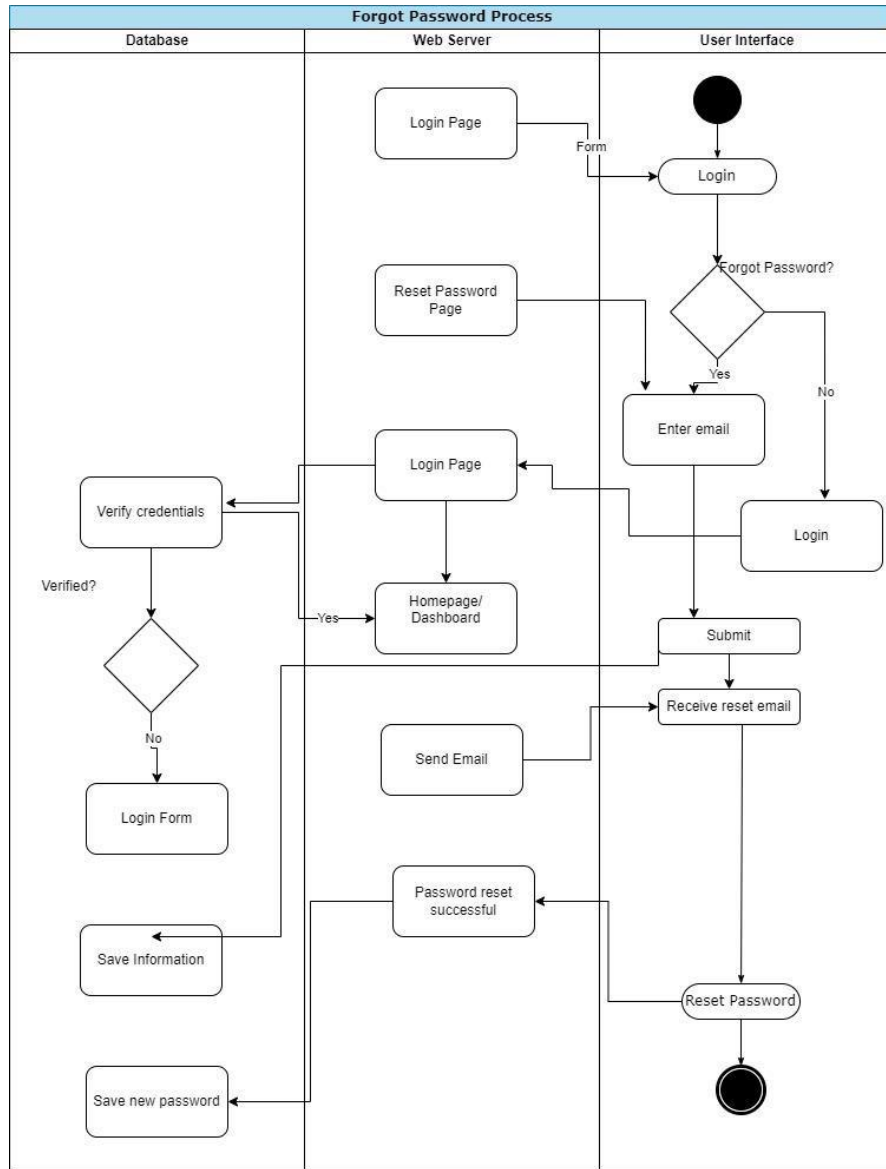 Forgot Password Process
Database
Web Server
User Interface
Login Page
Form
Login
Forgot Password?
Reset Password
Page
Yes
No
Enter email
Login Page
Verify credentials
Login
Verified?
Homepage/
Dashboard
Yes
Submit
Receive reset email
No
Send Email
Login Form
Password reset
successful
Save Information
Reset Password
Save new password